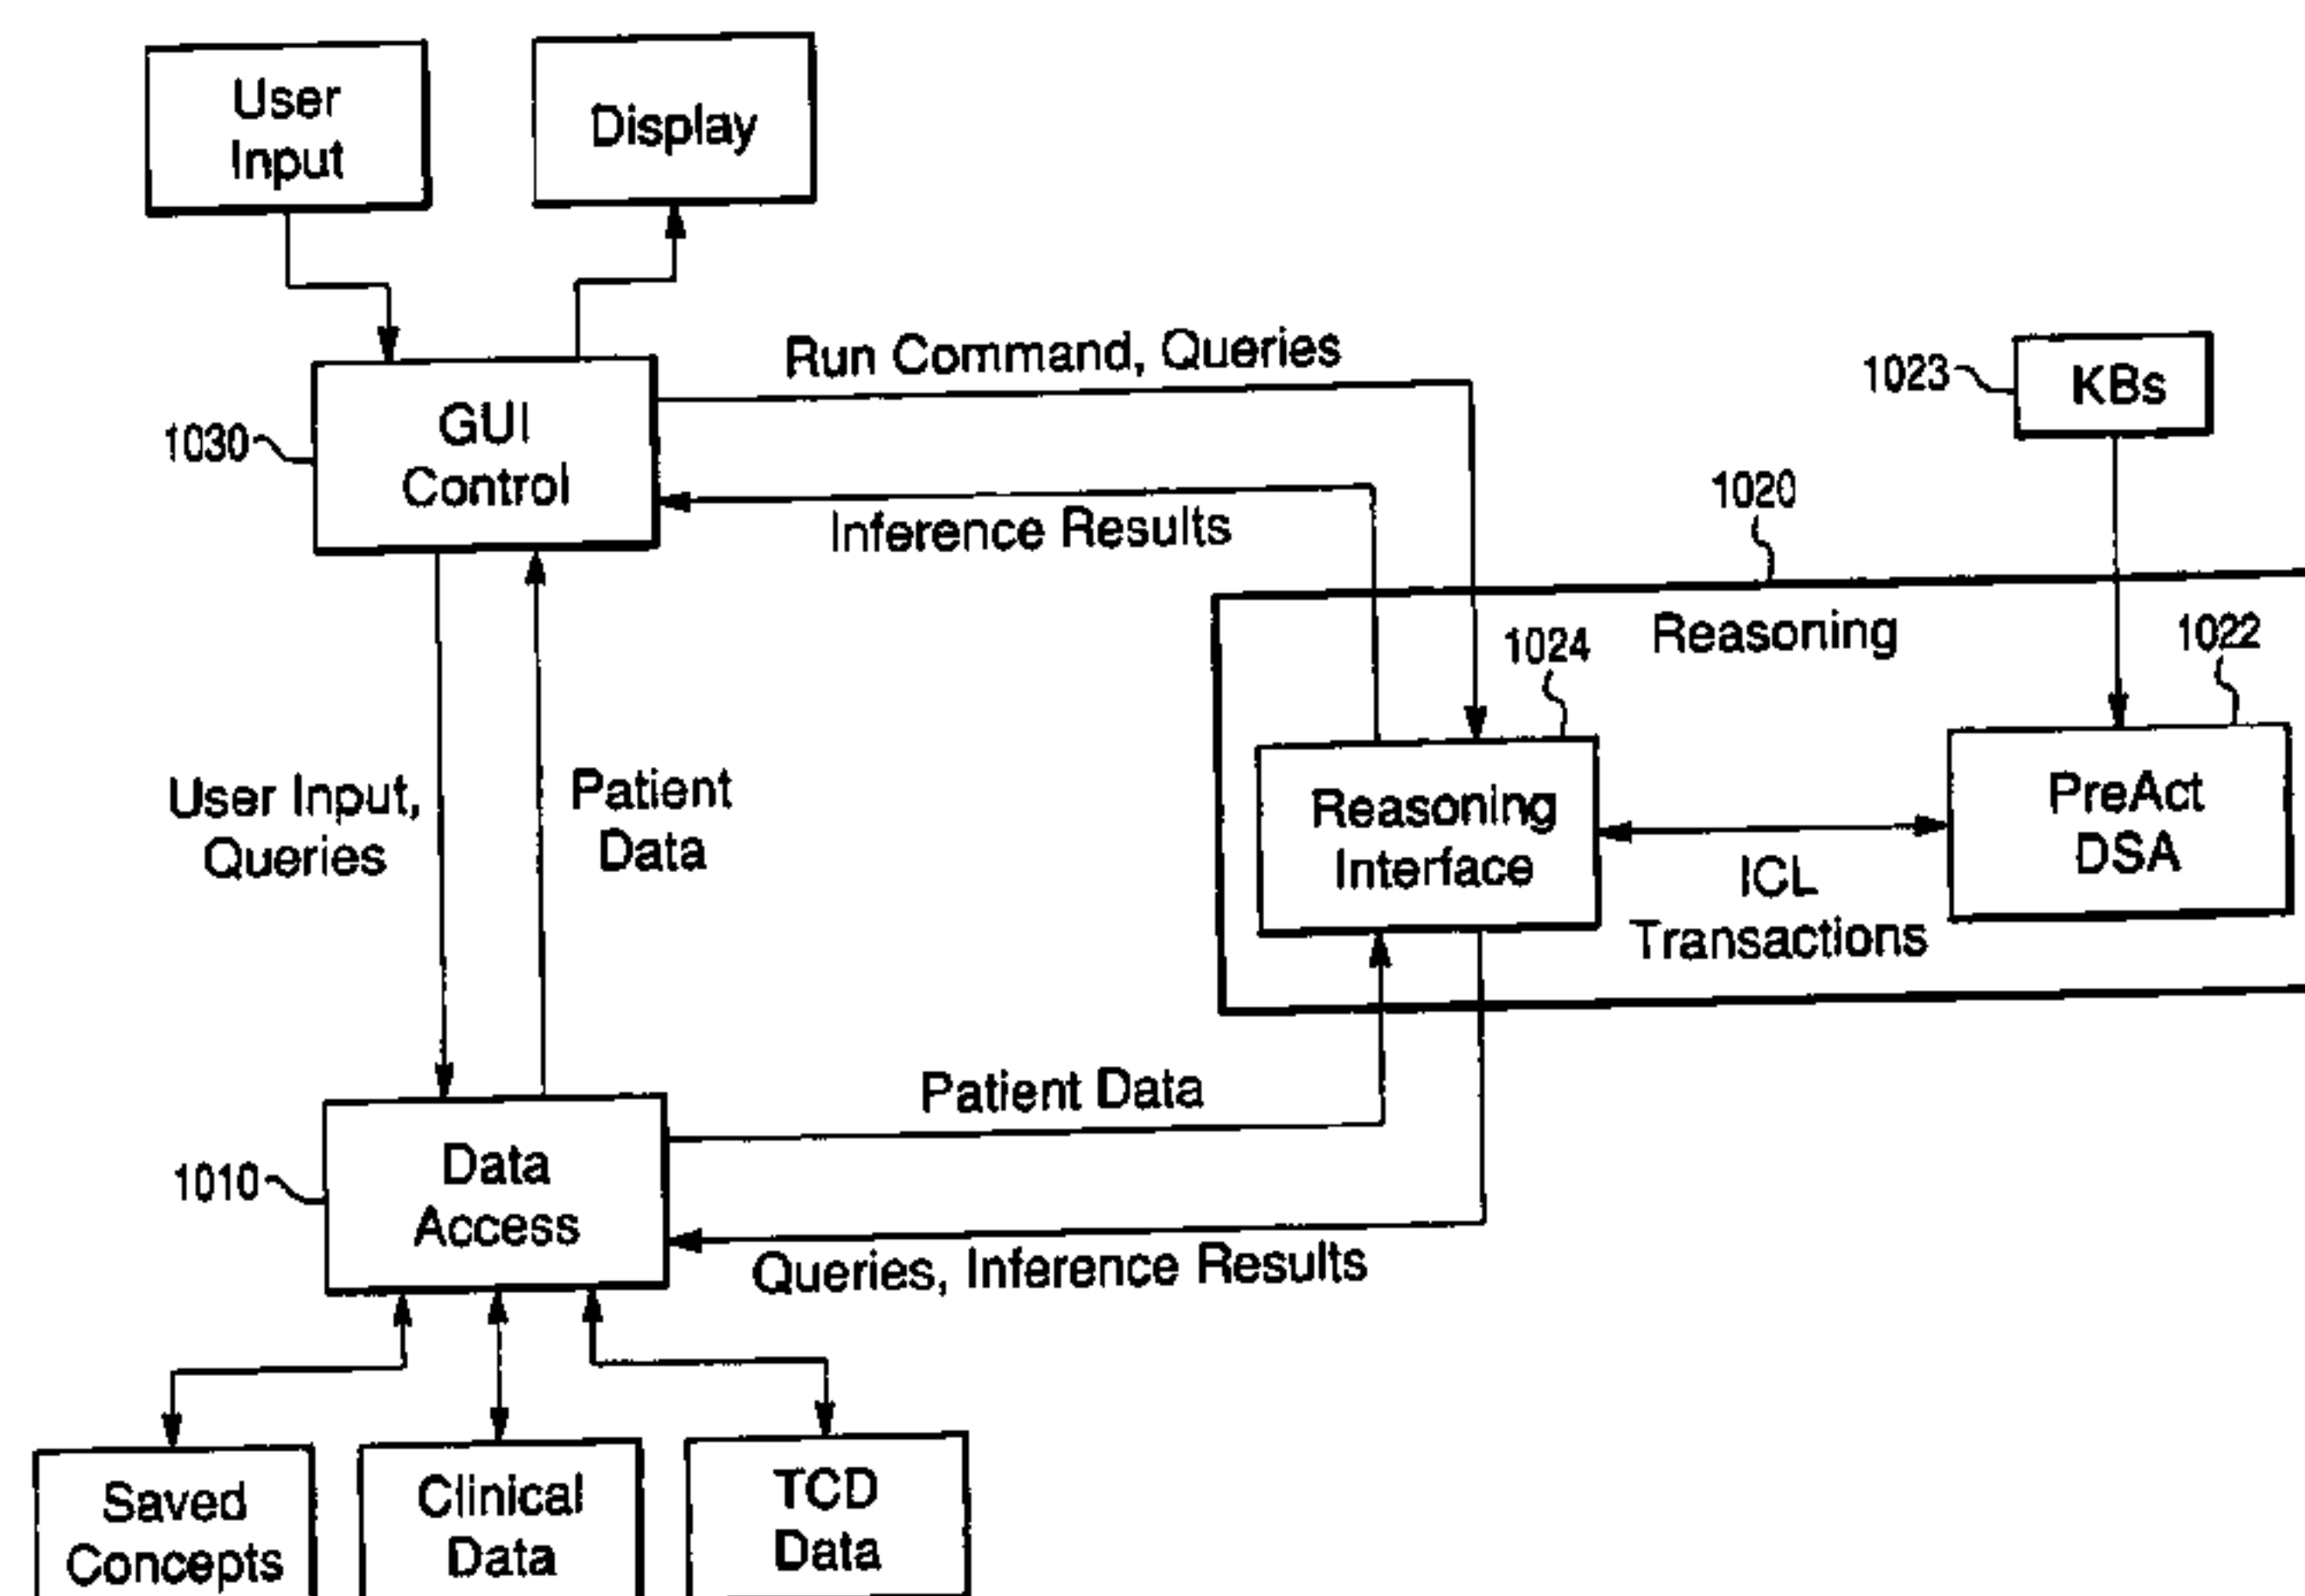 User
Input
Display
Run Command, Queries
1023
KBs
1030
GUI
Control
Inference Results
1020
Reasoning
1024
1022
User Input,
Queries
Patient
Data
Reasoning
Interface
PreAct
DSA
ICL
Transactions
Patient Data
1010
Data
Access
Queries, Inference Results
Saved
Concepts
Clinical
Data
TCD
Data